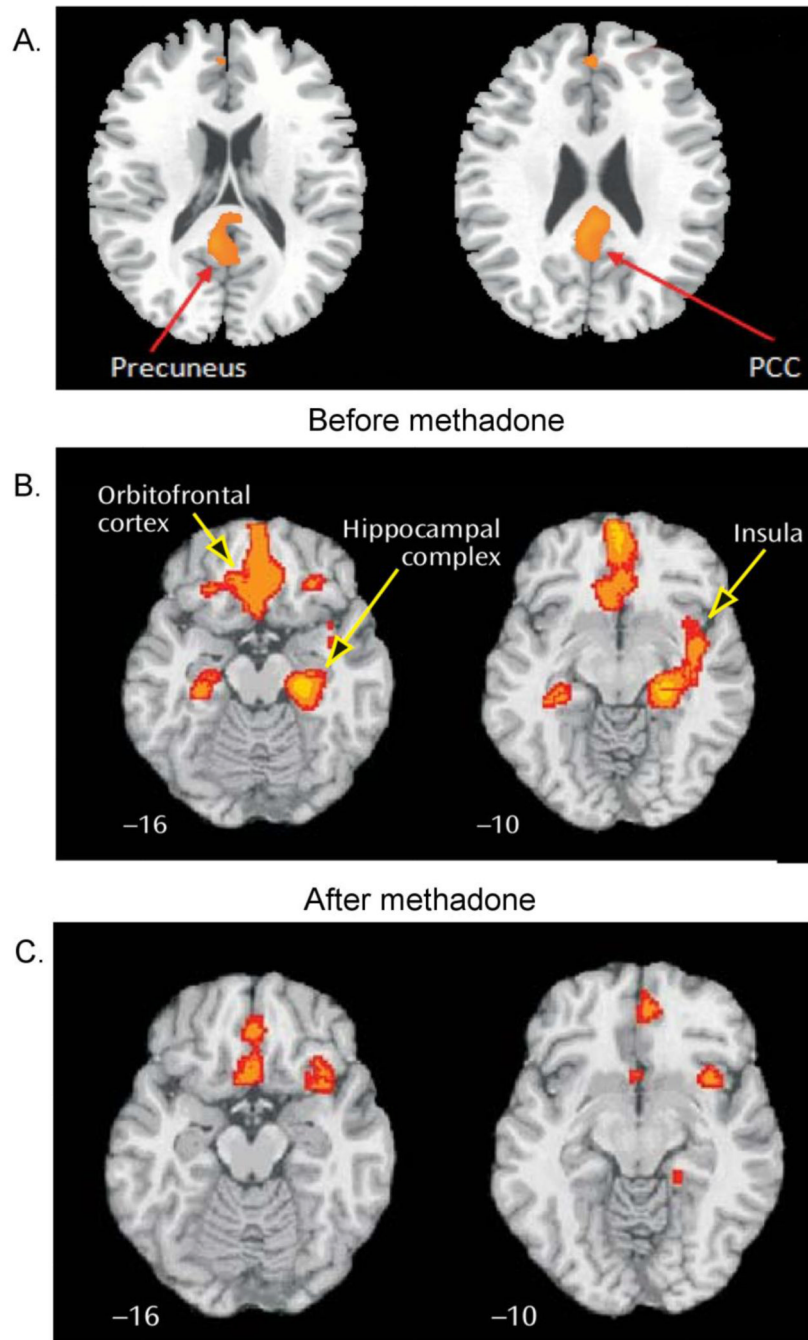 A.
Precuneus
PCC
Before methadone
B.
Orbitofrontal
cortex
Hippocampal
complex
Insula
–16
–10
After methadone
C.
–16
–10